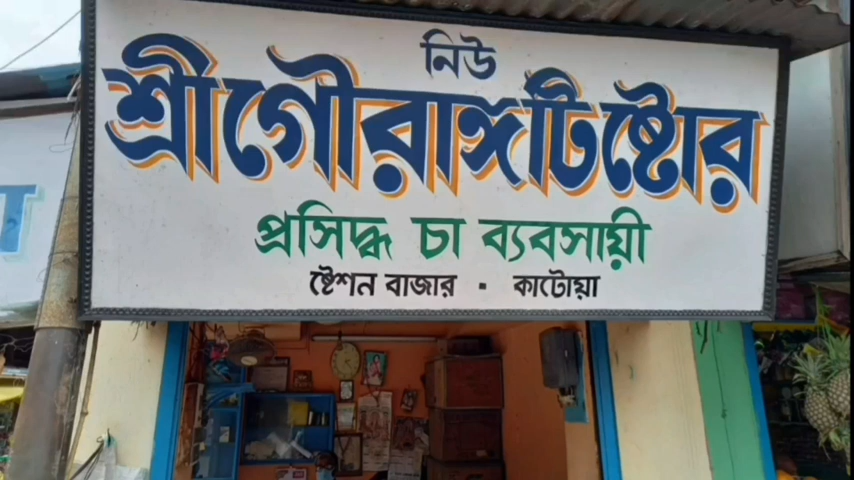 নিউ
শ্রীগৌরাঙ্গটিষ্টোর
প্রসিদ্ধ চা ব্যবসায়ী
ষ্টেশন বাজার · কাটোয়া